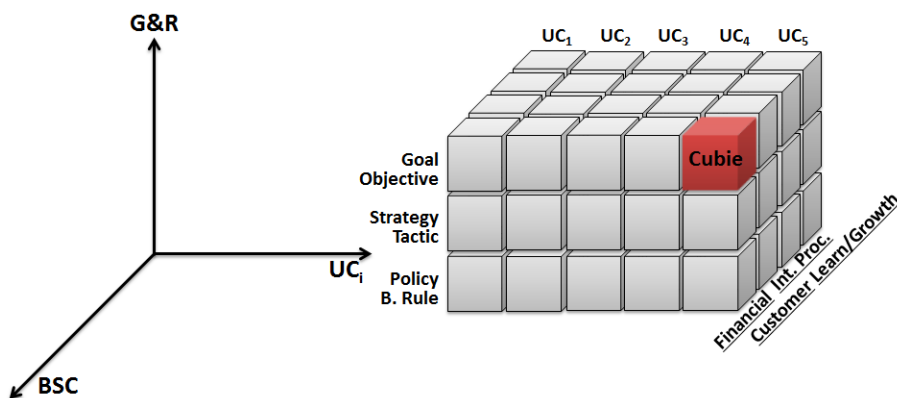 G&R
UC₁ UC₂ UC₃ UC₄ UC₅
Cubie
Goal
Objective
Strategy
Tactic
Policy
B. Rule
UCᵢ
BSC
Financial Int. Proc.
Customer Learn/Growth